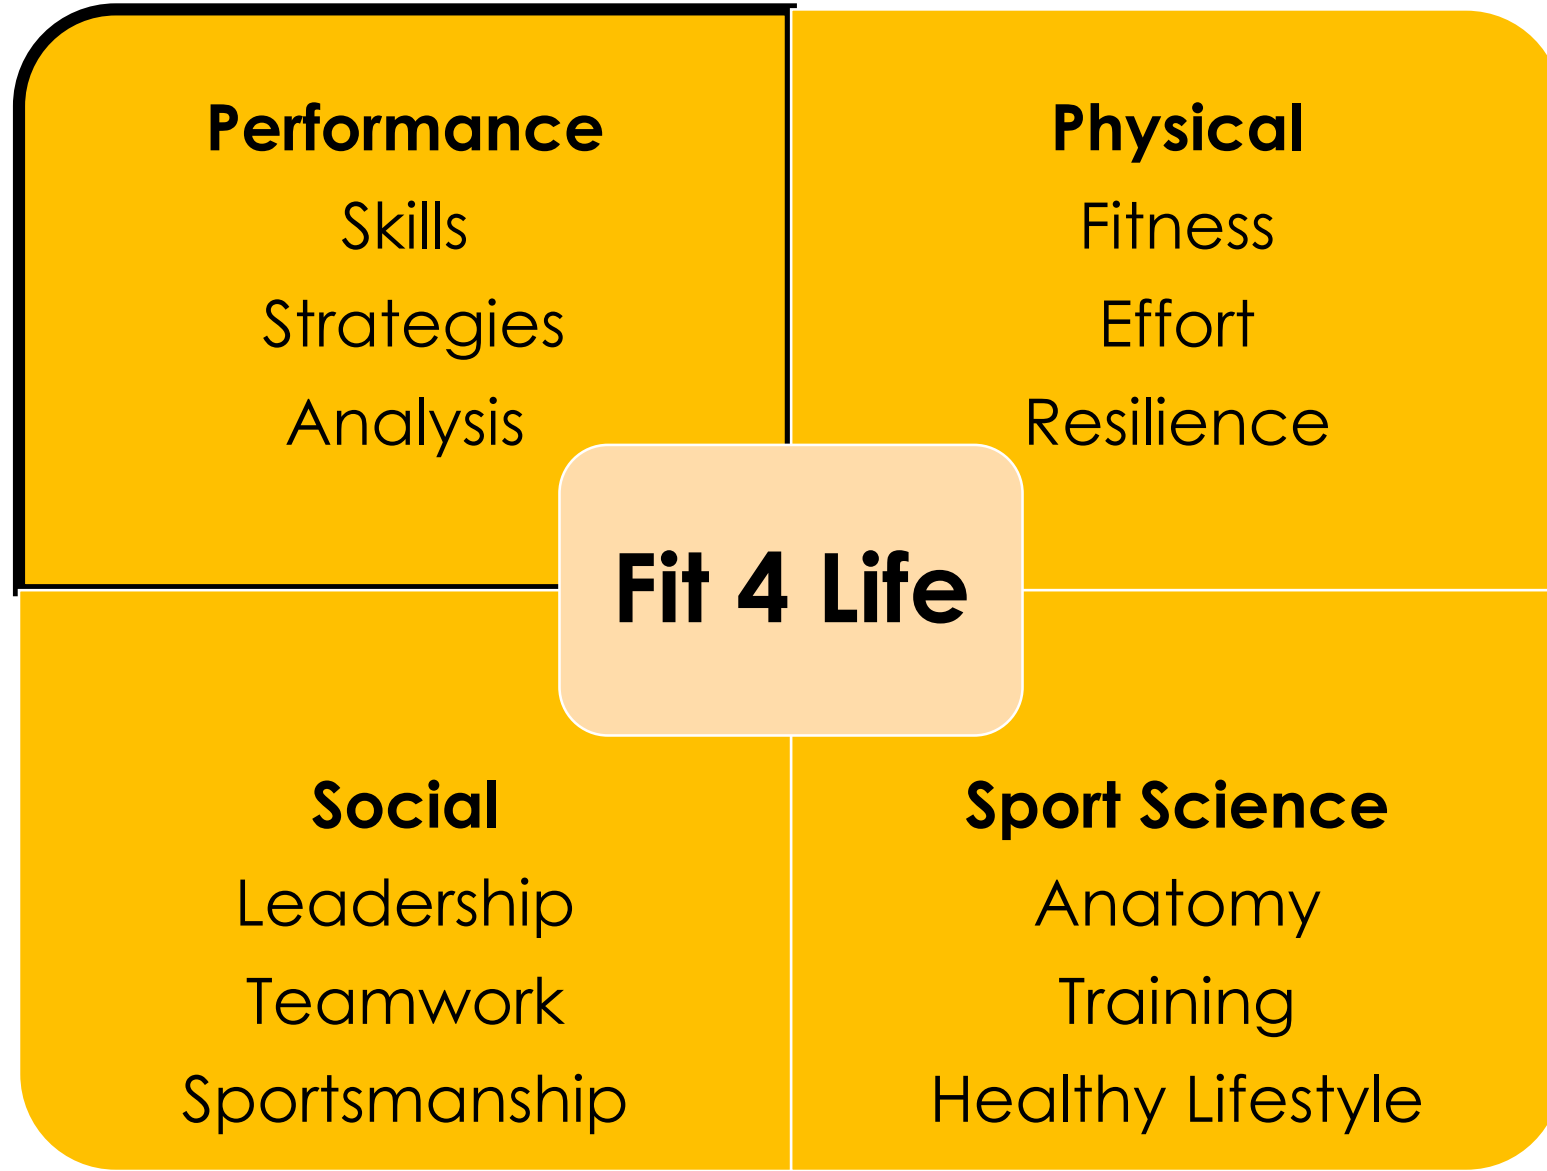 Performance
Skills
Strategies
Analysis
Physical
Fitness
Effort
Resilience
Fit 4 Life
Social
Leadership
Teamwork
Sportsmanship
Sport Science
Anatomy
Training
Healthy Lifestyle